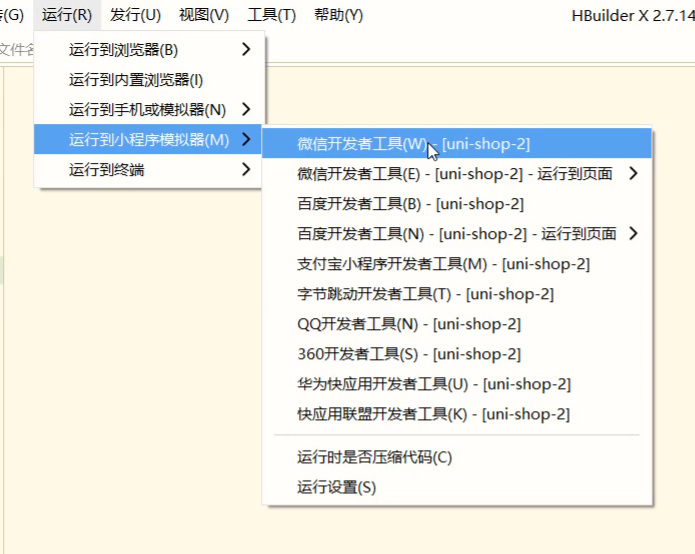 (G) 运行(R) 发行(U) 视图(V) 工具(T) 帮助(Y) HBuilder X 2.7.14
文件名
运行到浏览器(B)
运行到内置浏览器(I)
运行到手机或模拟器(N)
运行到小程序模拟器(M)
运行到终端
微信开发者工具(W) - [uni-shop-2]
微信开发者工具(E) - [uni-shop-2] - 运行到页面
百度开发者工具(B) - [uni-shop-2]
百度开发者工具(N) - [uni-shop-2] - 运行到页面
支付宝小程序开发者工具(M) - [uni-shop-2]
字节跳动开发者工具(T) - [uni-shop-2]
QQ开发者工具(N) - [uni-shop-2]
360开发者工具(S) - [uni-shop-2]
华为快应用开发者工具(U) - [uni-shop-2]
快应用联盟开发者工具(K) - [uni-shop-2]
运行时是否压缩代码(C)
运行设置(S)